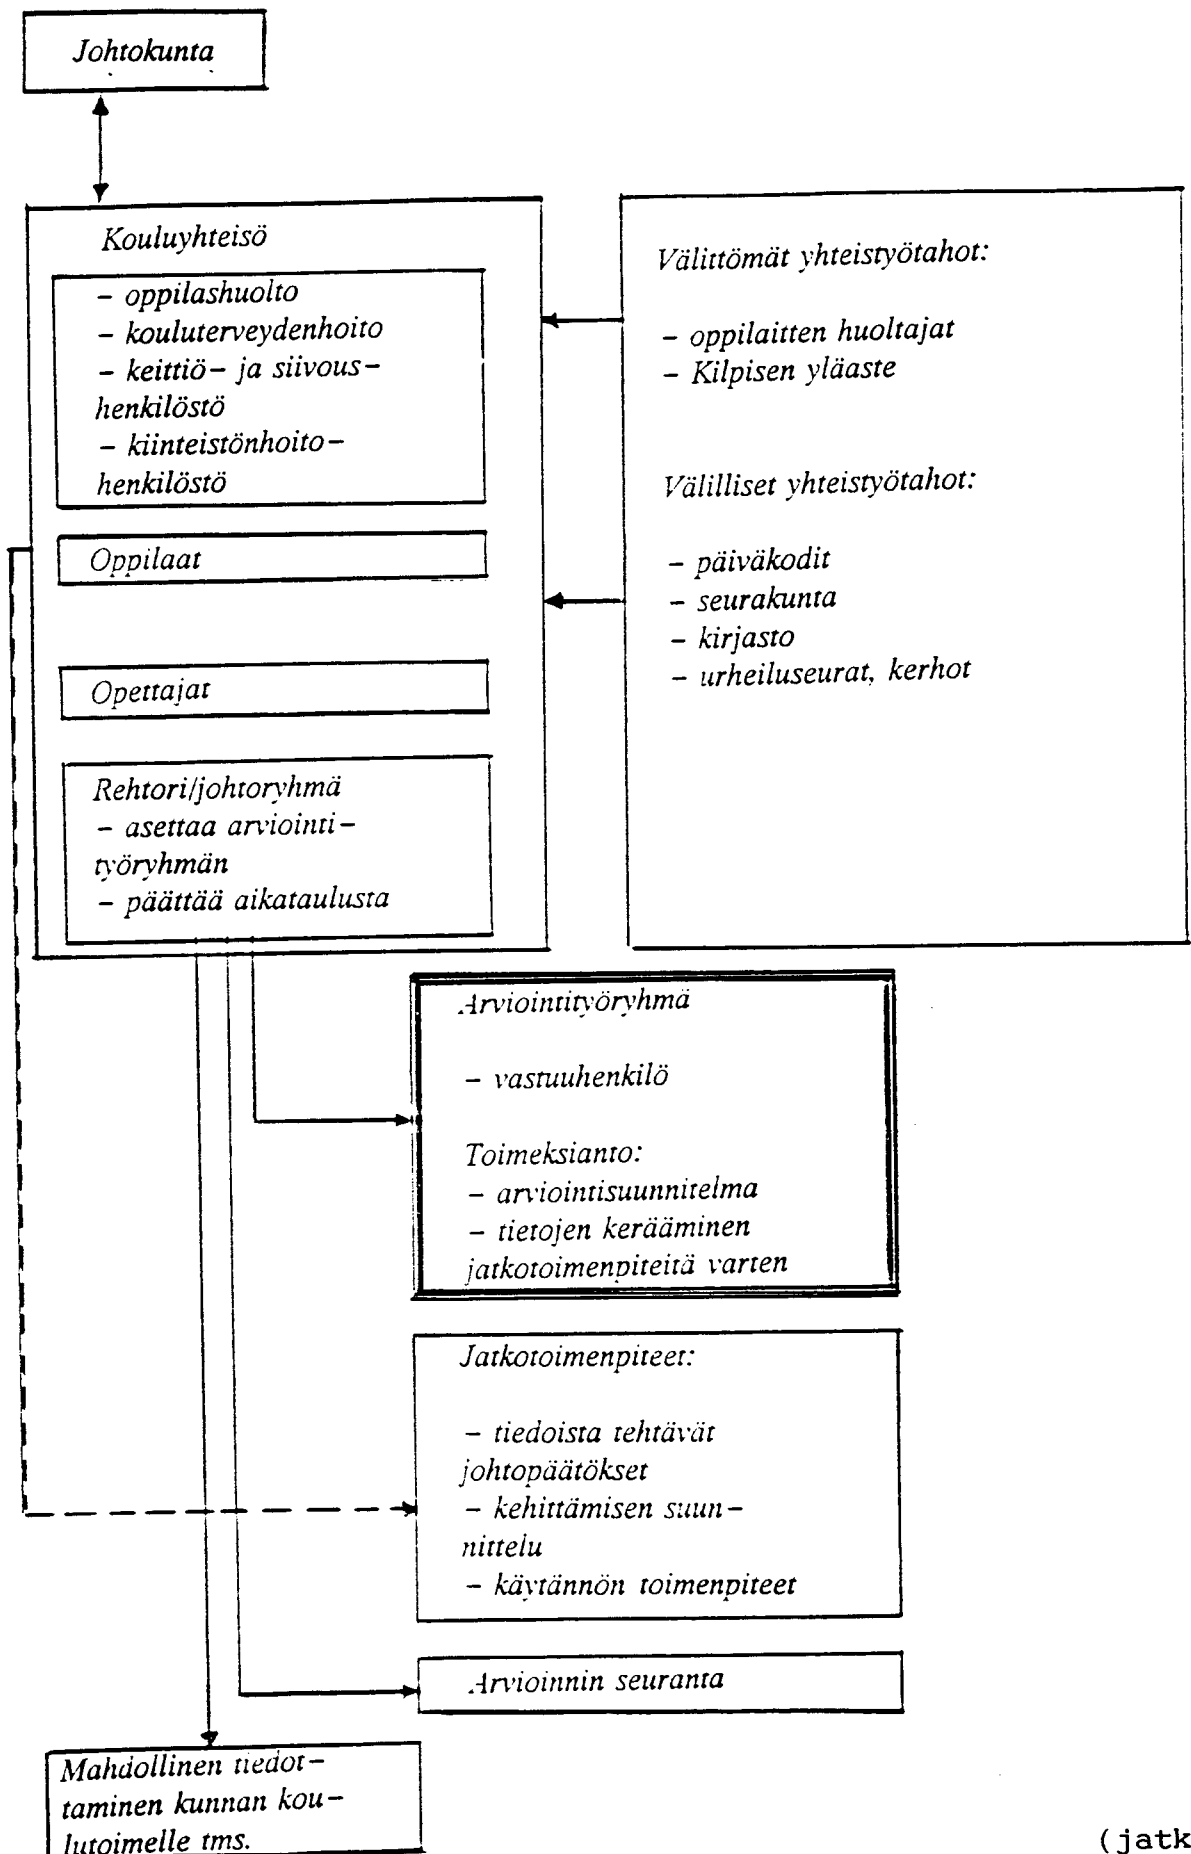 Johtokunta
Kouluyhteisö
- oppilashuolto
- kouluterveydenhoito
- keittiö- ja siivous-
henkilöstö
- kiinteistönhoito-
henkilöstö
Oppilaat
Opettajat
Rehtori/johtoryhmä
- asettaa arviointi-
työryhmän
- päättää aikataulusta
Välittömät yhteistyötahot:
- oppilaitten huoltajat
- Kilpisen yläaste
Välilliset yhteistyötahot:
- päiväkodit
- seurakunta
- kirjasto
- urheiluseurat, kerhot
Arviointityöryhmä
- vastuuhenkilö
Toimeksianto:
- arviointisuunnitelma
- tietojen kerääminen
jatkotoimenpiteitä varten
Jatkotoimenpiteet:
- tiedoista tehtävät
johtopäätökset
- kehittämisen suun-
nittelu
- käytännön toimenpiteet
Arvioinnin seuranta
Mahdollinen tiedot-
taminen kunnan kou-
lutoimelle tms.
(jatk